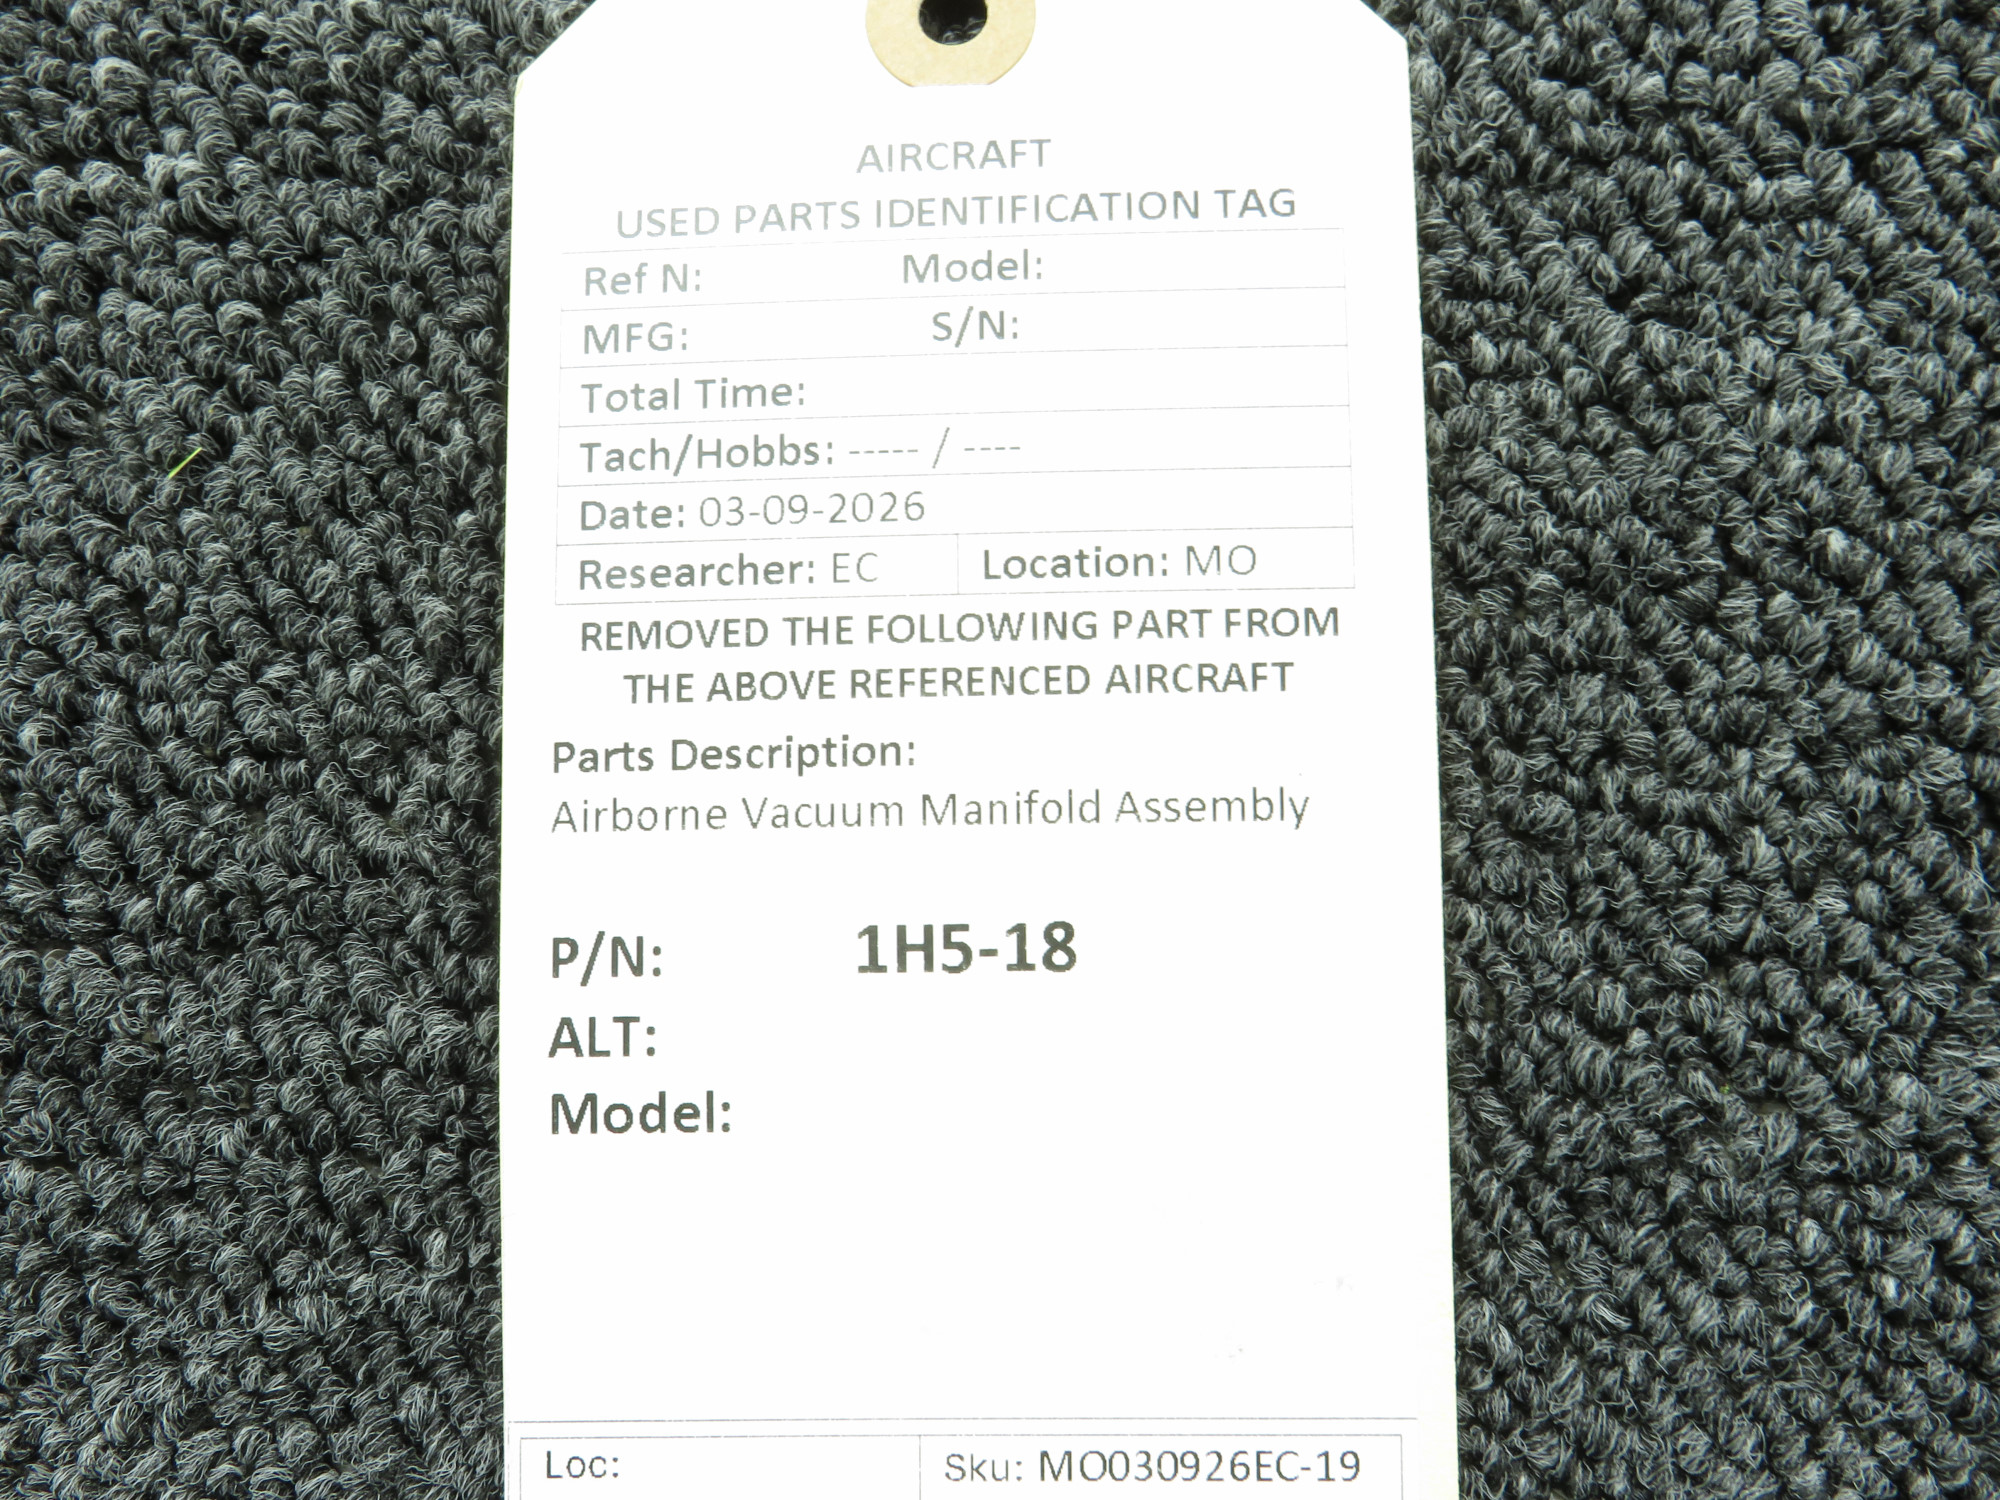 AIRCRAFT
USED PARTS IDENTIFICATION TAG
Ref N: Model:
MFG: S/N:
Total Time:
Tach/Hobbs: ----- / ----
Date: 03-09-2026
Researcher: EC Location: MO
REMOVED THE FOLLOWING PART FROM
THE ABOVE REFERENCED AIRCRAFT
Parts Description:
Airborne Vacuum Manifold Assembly
P/N: 1H5-18
ALT:
Model:
Loc: Sku: MO030926EC-19